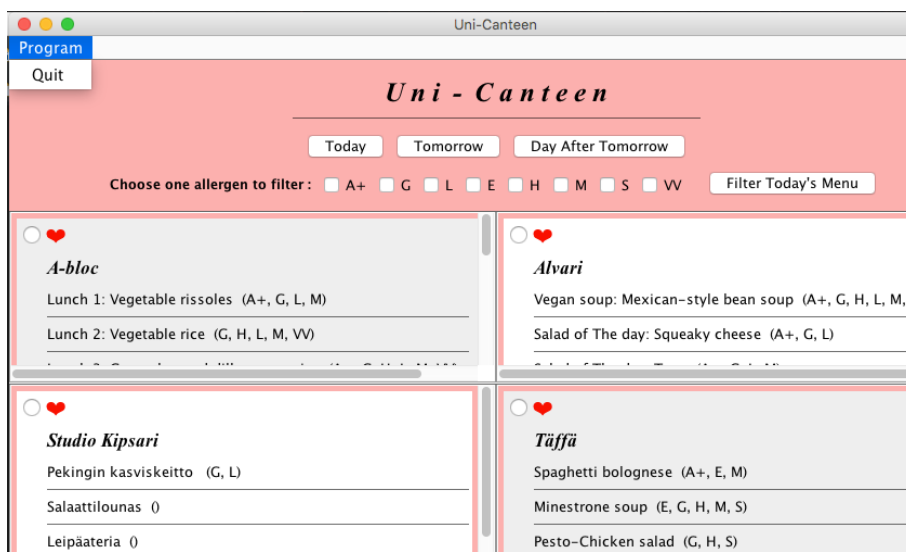 Uni-Canteen
Program
Quit
Uni - Canteen
Today Tomorrow Day After Tomorrow
Choose one allergen to filter : A+ G L E H M S VV Filter Today's Menu
A-bloc
Lunch 1: Vegetable rissoles (A+, G, L, M)
Lunch 2: Vegetable rice (G, H, L, M, VV)
Alvari
Vegan soup: Mexican-style bean soup (A+, G, H, L, M,
Salad of The day: Squeaky cheese (A+, G, L)
Studio Kipsari
Pekingin kasviskeitto (G, L)
Salaattilounas ()
Leipäateria ()
Täffä
Spaghetti bolognese (A+, E, M)
Minestrone soup (E, G, H, M, S)
Pesto-Chicken salad (G, H, S)